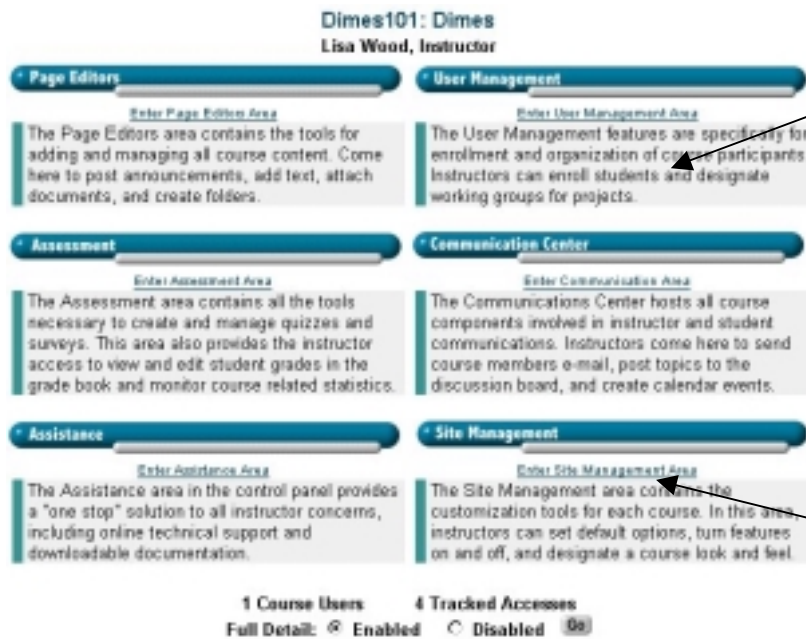 Dimes101: Dimes
Lisa Wood, Instructor
Page Editors
Enter Page Editors Area
The Page Editors area contains the tools for
adding and managing all course content. Come
here to post announcements, add text, attach
documents, and create folders.
User Management
Enter User Management Area
The User Management features are specifically for
enrollment and organization of course participants
Instructors can enroll students and designate
working groups for projects.
Assessment
Enter Assessment Area
The Assessment area contains all the tools
necessary to create and manage quizzes and
surveys. This area also provides the instructor
access to view and edit student grades in the
grade book and monitor course related statistics.
Communication Center
Enter Communication Area
The Communications Center hosts all course
components involved in instructor and student
communications. Instructors come here to send
course members e-mail, post topics to the
discussion board, and create calendar events.
Assistance
Enter Assistance Area
The Assistance area in the control panel provides
a "one stop" solution to all instructor concerns,
including online technical support and
downloadable documentation.
Site Management
Enter Site Management Area
The Site Management area contains the
customization tools for each course. In this area,
instructors can set default options, turn features
on and off, and designate a course look and feel.
1 Course Users 4 Tracked Accesses
Full Detail: Enabled Disabled Go